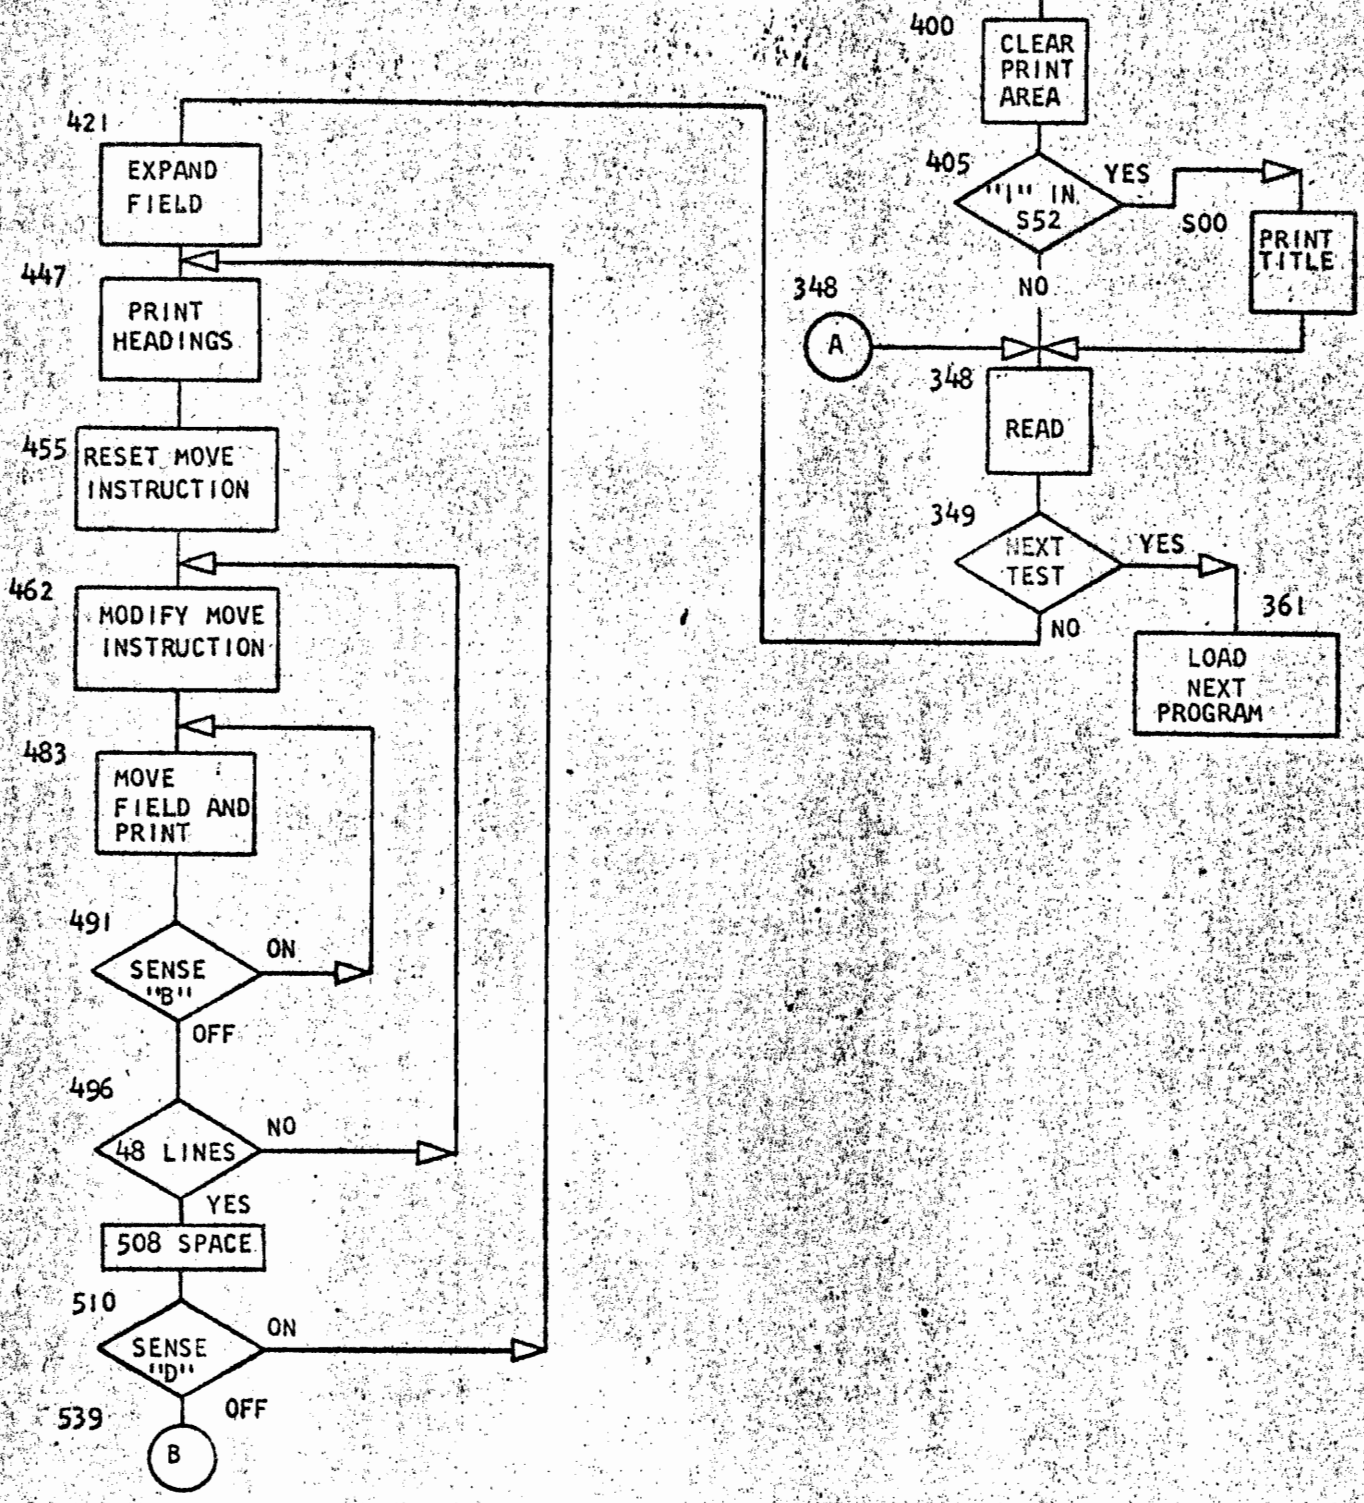 400
CLEAR
PRINT
AREA
405
"1" IN
S52
YES
S00
PRINT
TITLE
NO
348
A
348
READ
349
NEXT
TEST
YES
361
LOAD
NEXT
PROGRAM
NO
421
EXPAND
FIELD
447
PRINT
HEADINGS
455
RESET MOVE
INSTRUCTION
462
MODIFY MOVE
INSTRUCTION
483
MOVE
FIELD AND
PRINT
491
SENSE
"B"
ON
OFF
496
48 LINES
NO
YES
508 SPACE
510
SENSE
"D"
ON
OFF
539
B